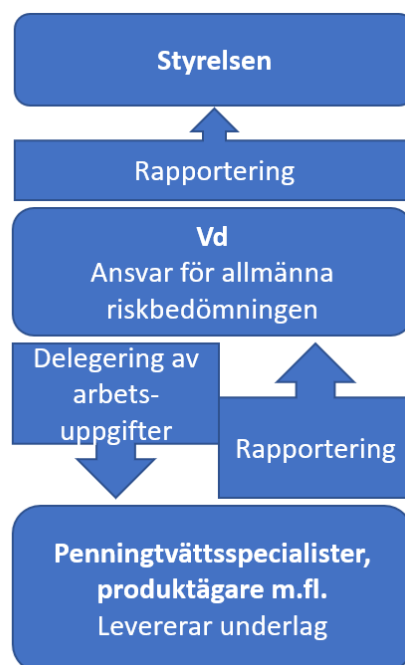 Styrelsen
Rapportering
Vd
Ansvar för allmänna
riskbedömningen
Delegering av
arbets-
uppgifter
Rapportering
Penningtvättsspecialister,
produktägare m.fl.
Levererar underlag